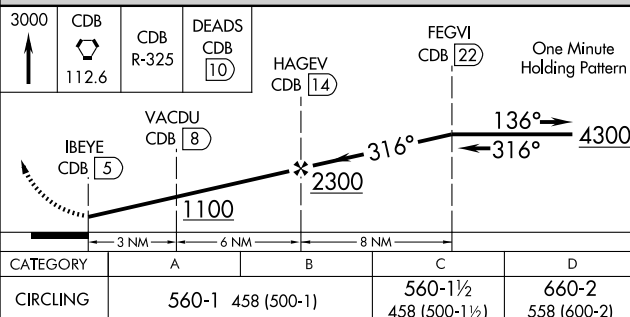 3000
CDB
112.6
CDB
R-325
DEADS
CDB
10
HAGEV
CDB 14
FEGVI
CDB 22
One Minute
Holding Pattern
VACDU
CDB 8
IBEYE
CDB 5
136°
316°
316°
4300
2300
1100
3 NM
6 NM
8 NM
CATEGORY A B C D
CIRCLING 560-1 458 (500-1) 560-1½ 660-2
458 (500-1½) 558 (600-2)